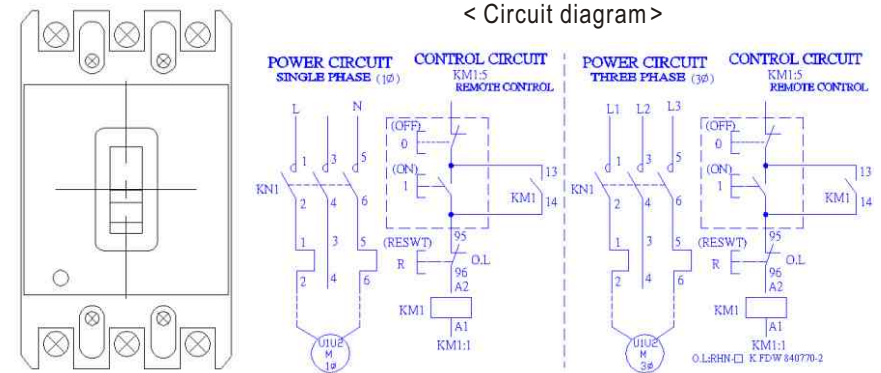 < Circuit diagram >
POWER CIRCUIT
SINGLE PHASE (1Ø)
CONTROL CIRCUIT
KM1:5
REMOTE CONTROL
L N
(OFF)
0
1 3 5
(ON)
1
13
KN1
KM1
2 4 6
14
95
1 3 5
(RESWT)
R
O.L
2 4 6
96
A2
KM1
A1
U1U2
M
1ø
KM1:1
POWER CIRCUIT
THREE PHASE (3Ø)
CONTROL CIRCUIT
KM1:5
REMOTE CONTROL
L1 L2 L3
(OFF)
0
1 3 5
(ON)
1
13
KN1
KM1
2 4 6
14
95
1 3 5
(RESWT)
R
O.L
2 4 6
96
A2
KM1
A1
U1U2
M
3ø
KM1:1
O.L:RHN-□ K FDW 840770-2